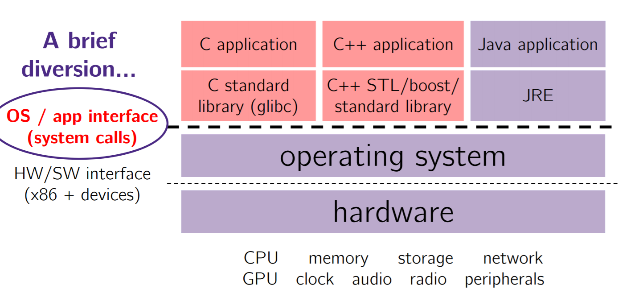 A brief
diversion...
OS / app interface
(system calls)
HW/SW interface
(x86 + devices)
C application
C++ application
Java application
C standard
library (glibc)
C++ STL/boost/
standard library
JRE
operating system
hardware
CPU memory storage network
GPU clock audio radio peripherals